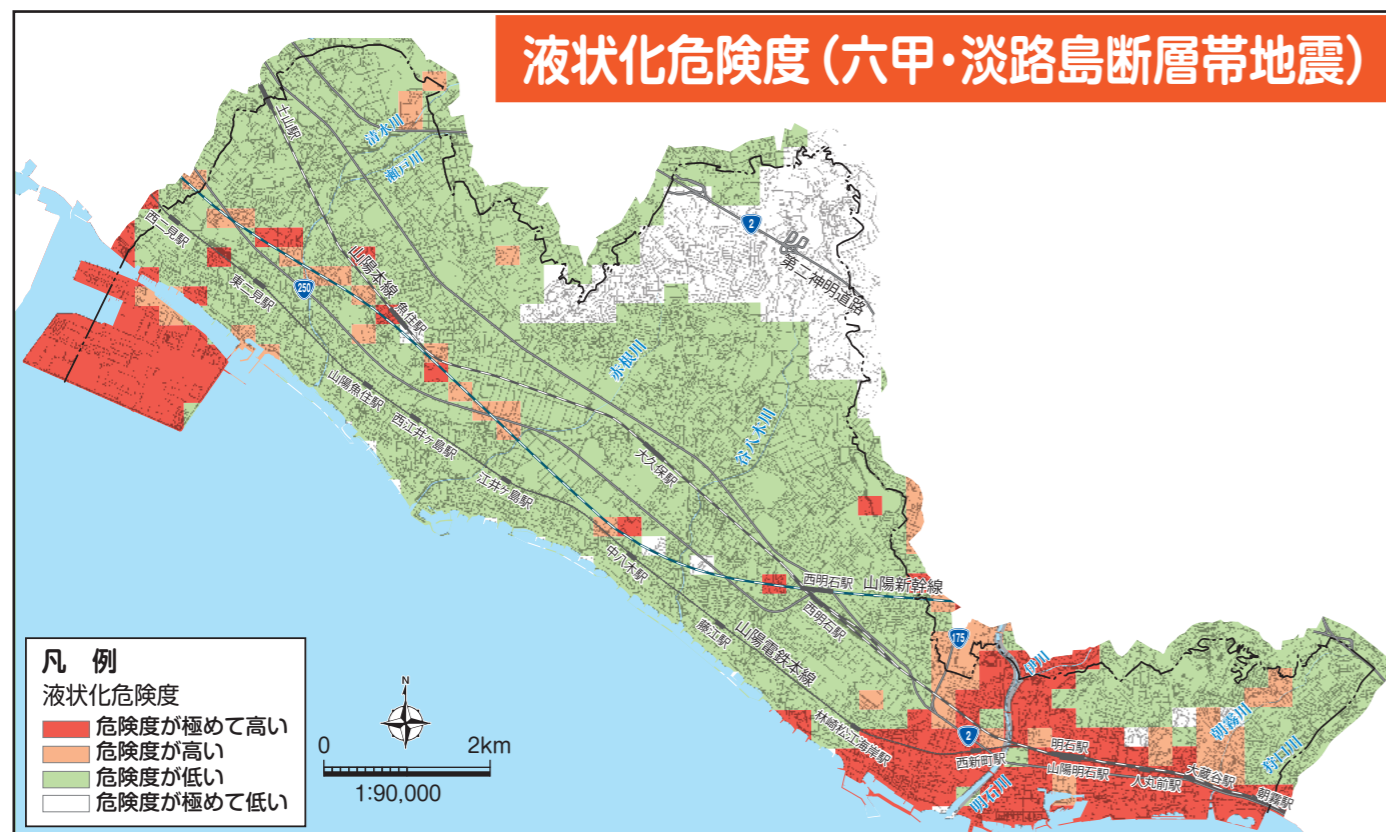 液状化危険度（六甲・淡路島断層帯地震）
土山駅
清水川
瀬戸川
西二見駅
東二見駅
250
山陽本線
魚住駅
2
第二神明道路
赤根川
谷八木川
山陽魚住駅
西江井ヶ島駅
江井ヶ島駅
大久保駅
中八木駅
藤江駅
西明石駅
山陽新幹線
西明石駅
山陽電鉄本線
175
伊川
林崎松江海岸駅
2
西新町駅
明石駅
山陽明石駅
人丸前駅
大蔵谷駅
朝霧駅
明石川
朝霧川
狩口川
凡 例
液状化危険度
危険度が極めて高い
危険度が高い
危険度が低い
危険度が極めて低い
N
0 2km
1:90,000